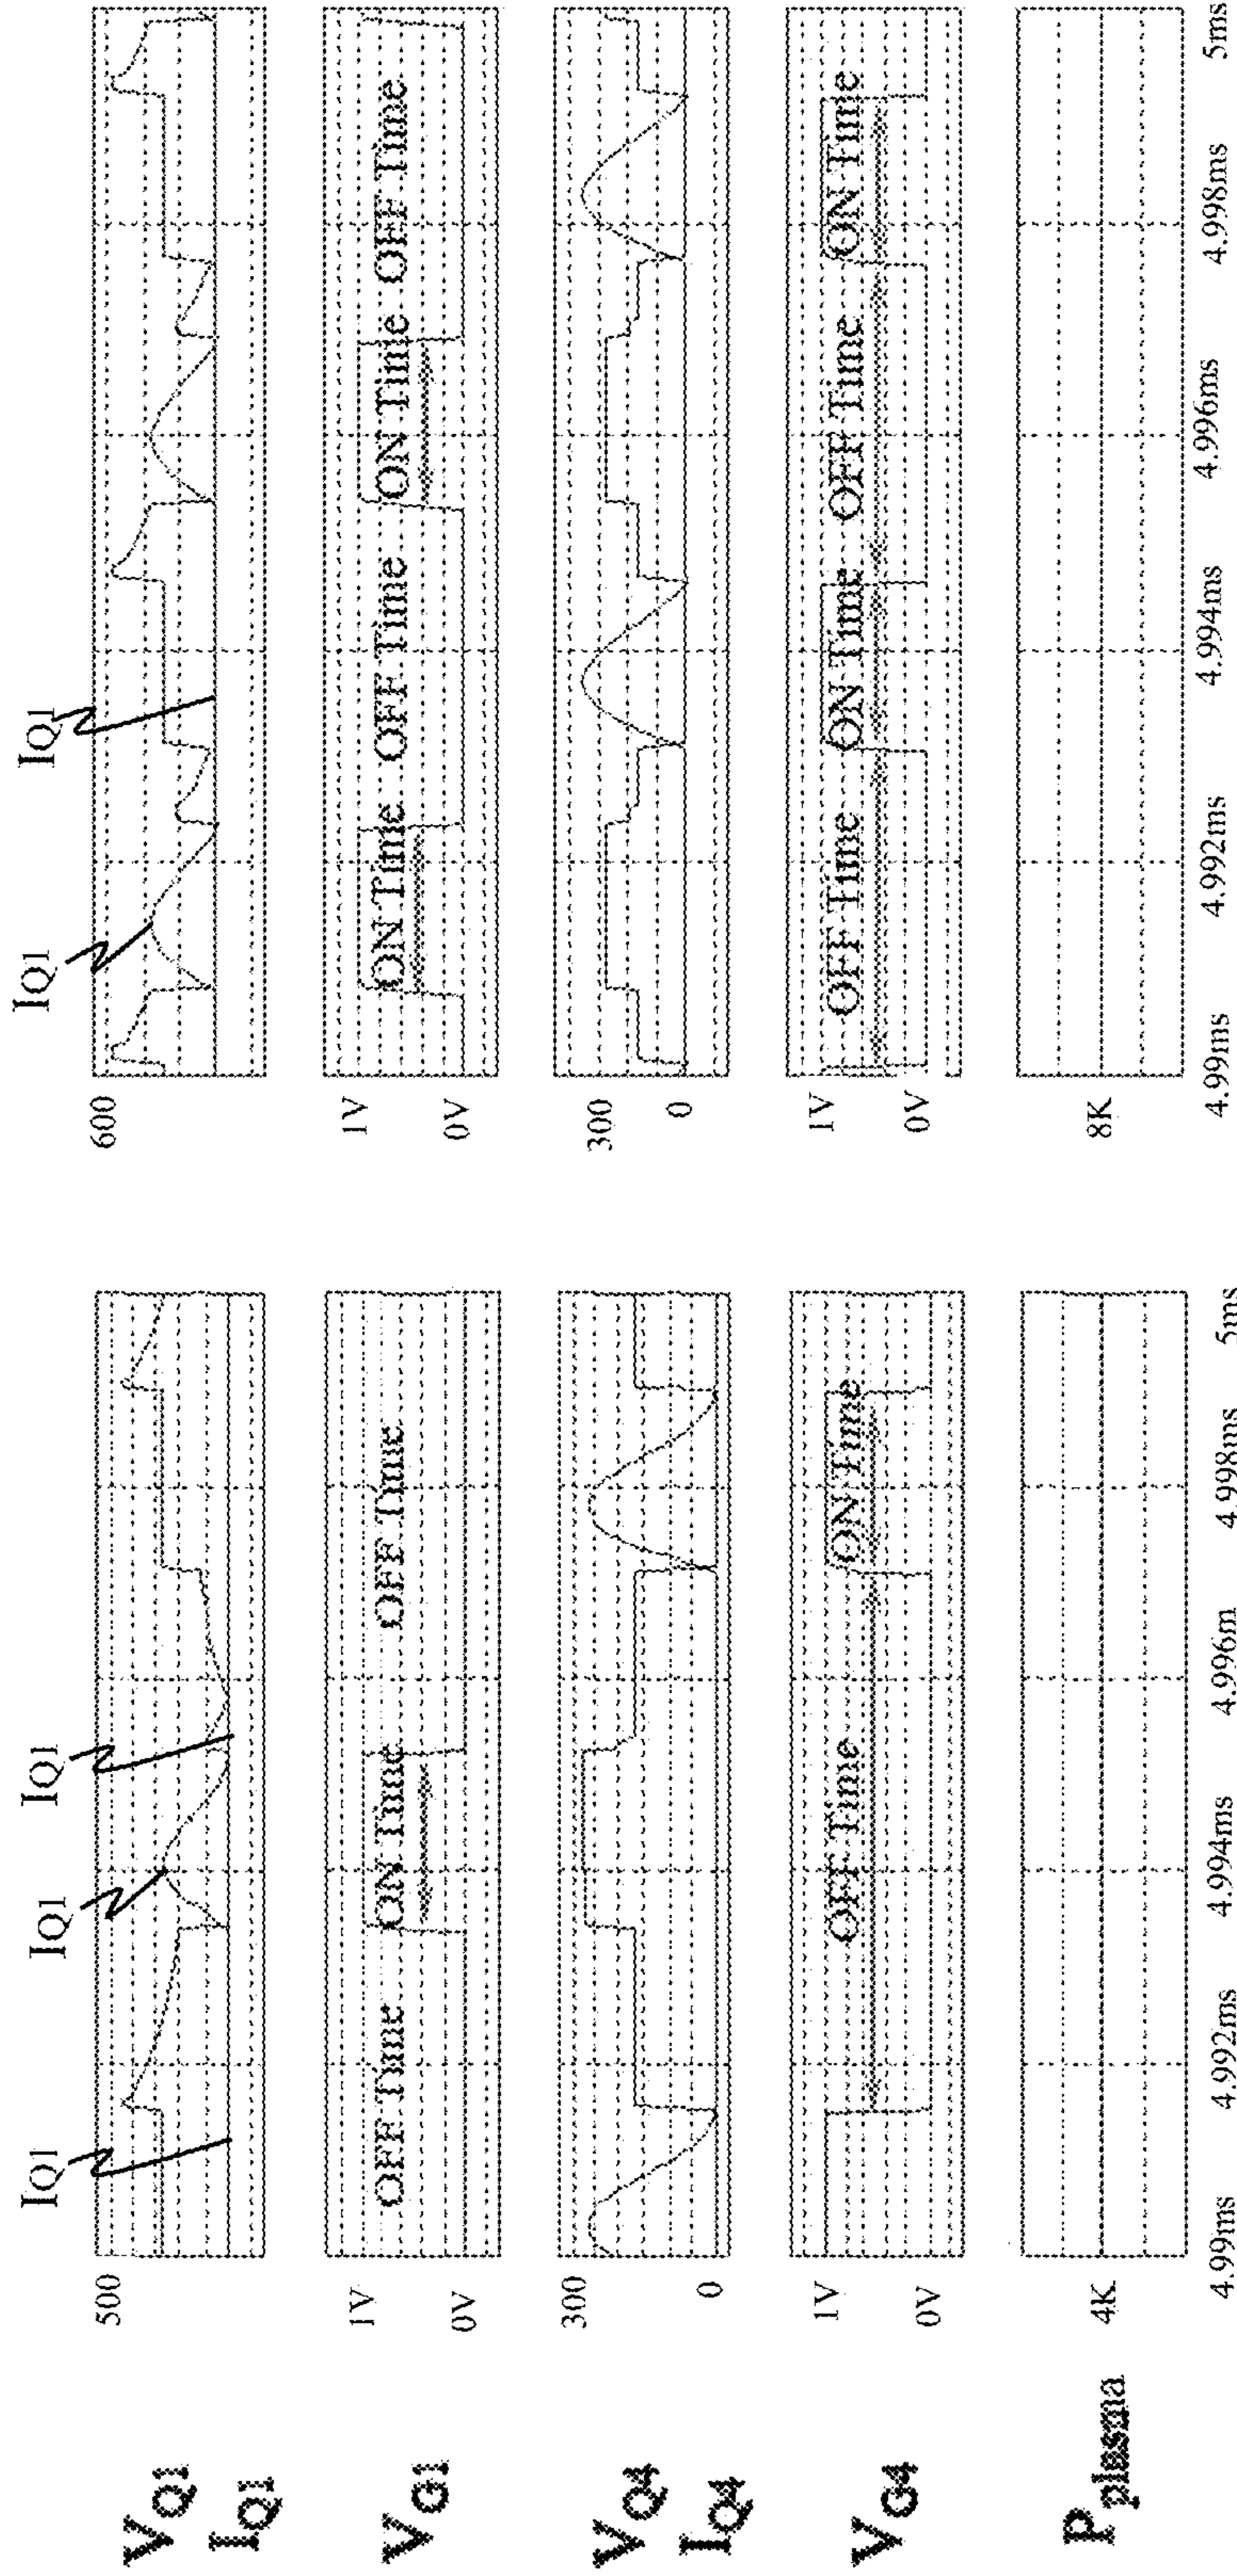 IQ1 IQ1 IQ1 IQ1 IQ1
VQ1 500 600
IQ1
VG1 1V OFF Time ON Time OFF Time 1V ON Time OFF Time ON Time OFF Time
0V 0V
VQ4 300 300
IQ4 0 0
VG4 1V OFF Time ON Time 1V OFF Time ON Time OFF Time ON Time
0V 0V
Pplasma 4K 8K
4.99ms 4.992ms 4.994ms 4.996m 4.998ms 5ms 4.99ms 4.992ms 4.994ms 4.996ms 4.998ms 5ms